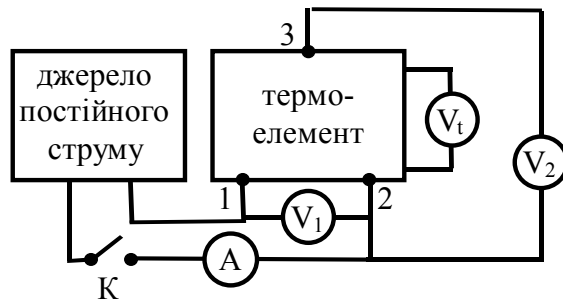 3
джерело
постійного
струму
термо-
елемент
Vt
V2
1
V1
2
A
К